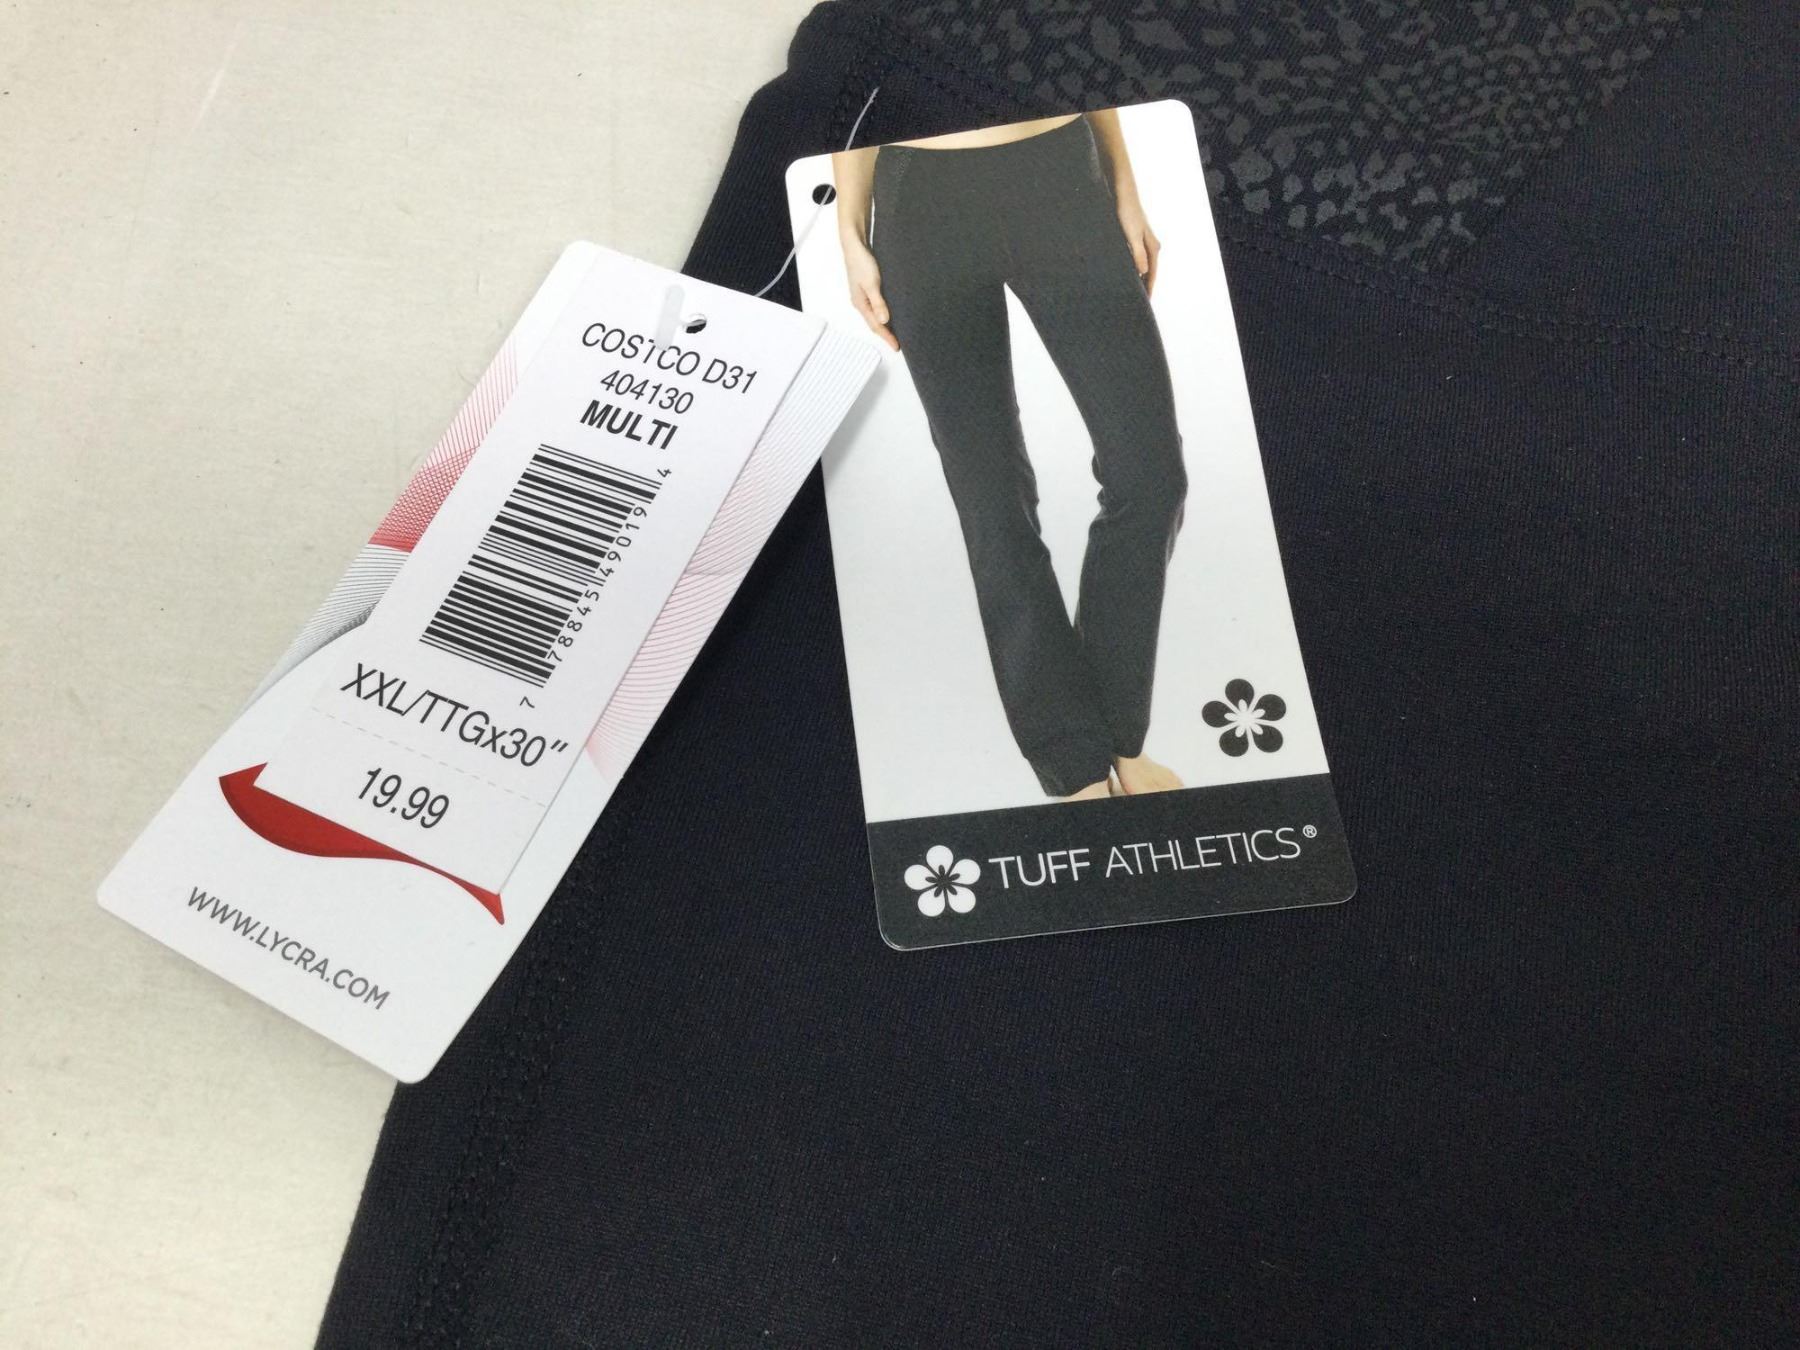 COSTCO D31
404130
MULTI
7 78845 49019 4
XXL/TTGx30"
19.99
WWW.LYCRA.COM
TUFF ATHLETICS®